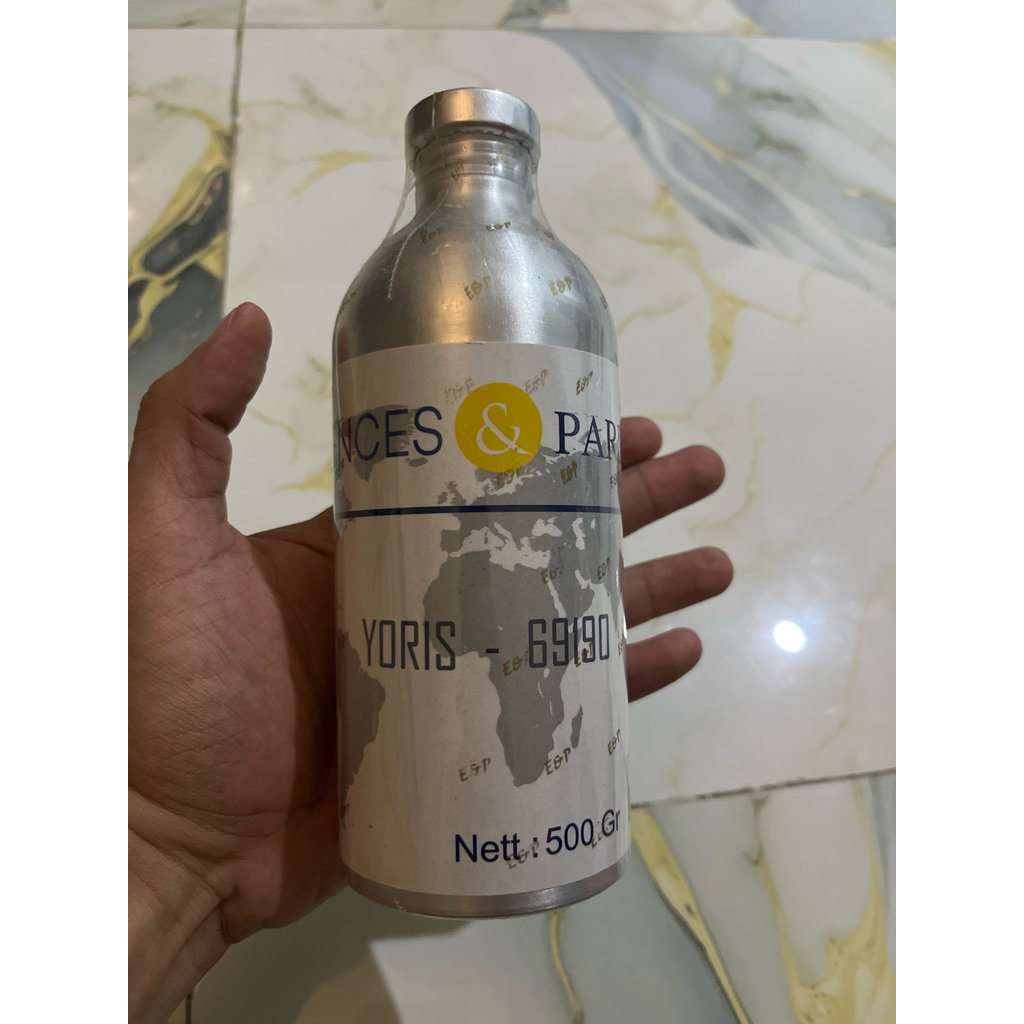 NCES & PAR
YORIS - 69190
Nett : 500 Gr
E&P